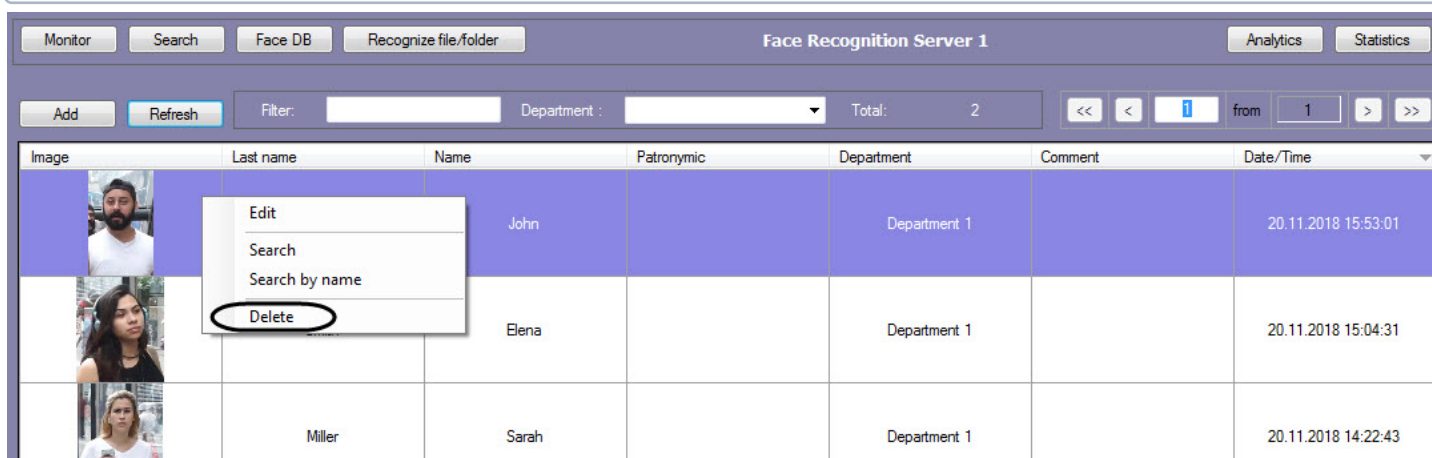 Monitor Search Face DB Recognize file/folder Face Recognition Server 1 Analytics Statistics
Add Refresh Filter: Department : Total: 2 << < 1 from 1 > >>
Image Last name Name Patronymic Department Comment Date/Time
John Department 1 20.11.2018 15:53:01
Edit
Search
Search by name
Delete
Elena Department 1 20.11.2018 15:04:31
Miller Sarah Department 1 20.11.2018 14:22:43